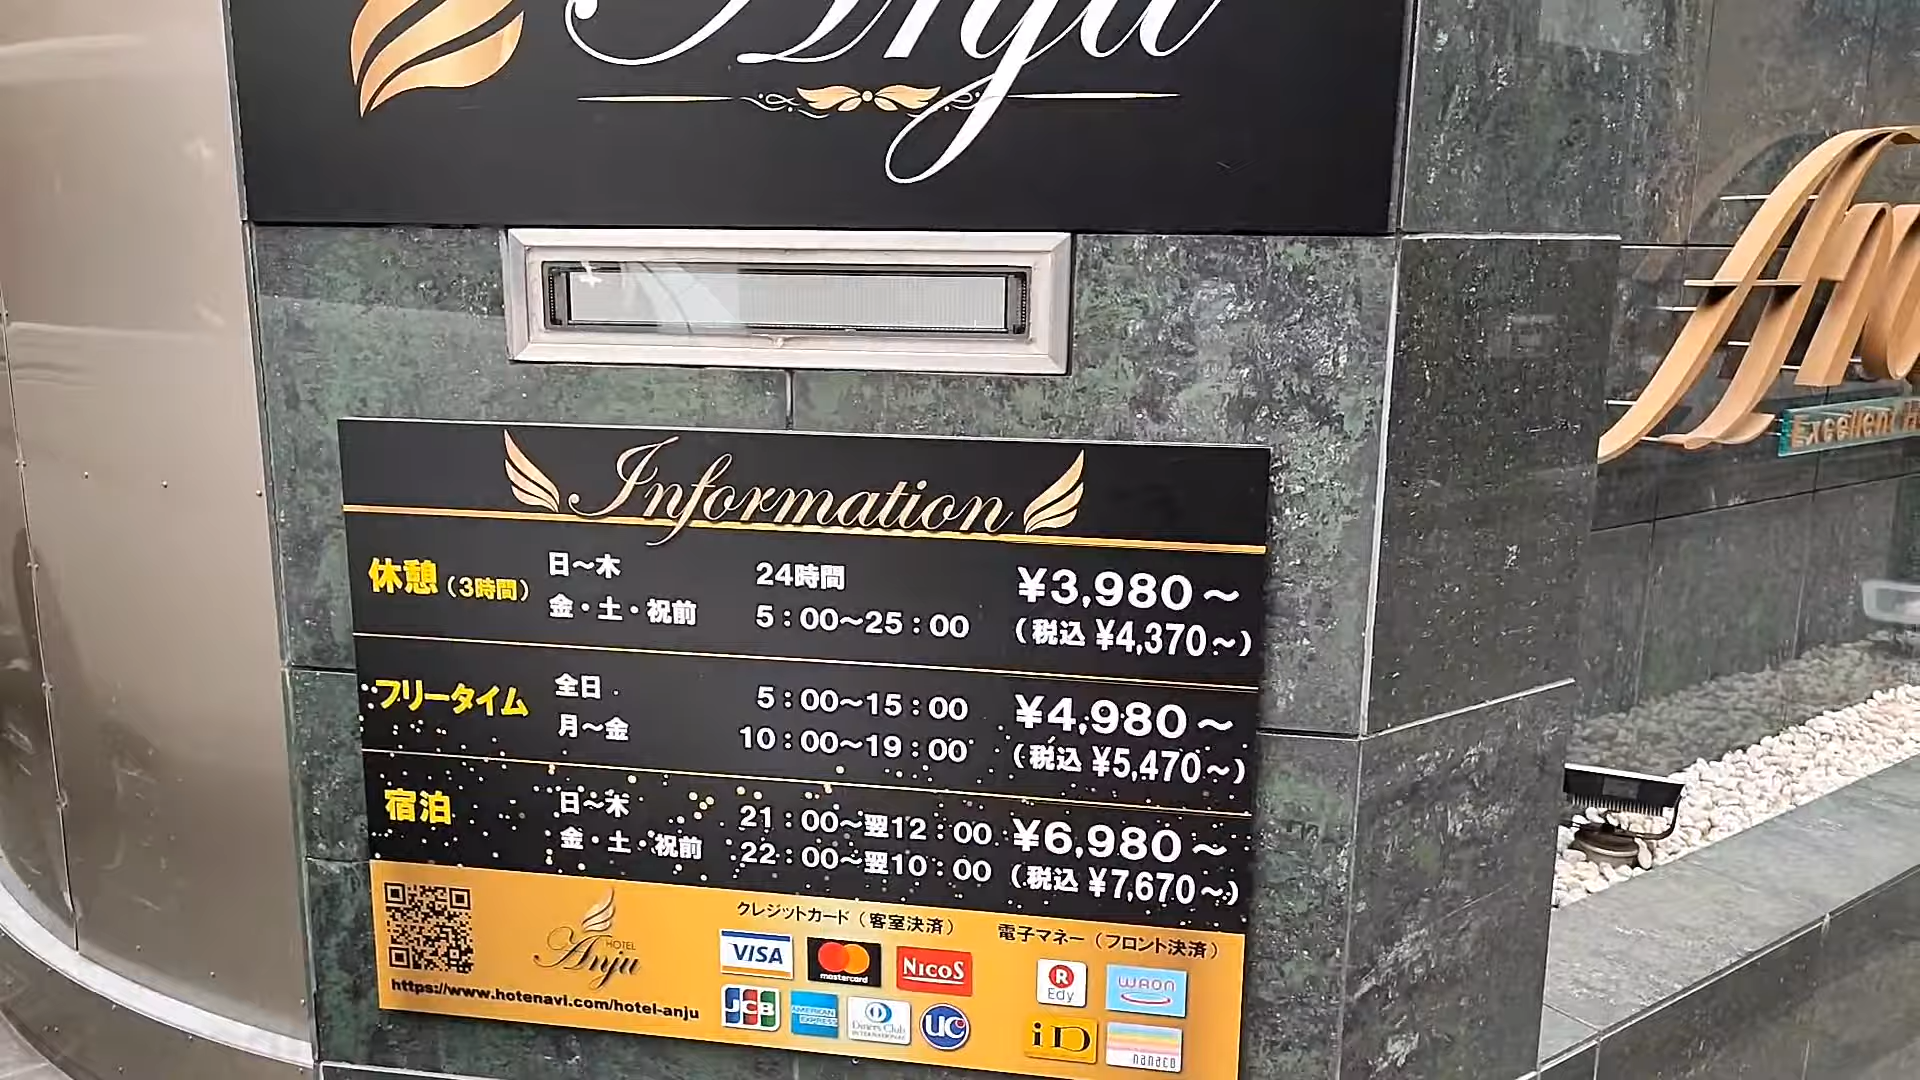 Anju
Excellent H
Information
休憩（3時間） 日～木 24時間 ¥3,980～
金・土・祝前 5：00～25：00 （税込 ¥4,370～）
フリータイム 全日 5：00～15：00 ¥4,980～
月～金 10：00～19：00 （税込 ¥5,470～）
宿泊 日～木 21：00～翌12：00 ¥6,980～
金・土・祝前 22：00～翌10：00 （税込 ¥7,670～）
HOTEL
Anju
https://www.hotenavi.com/hotel-anju
クレジットカード（客室決済）
VISA mastercard NICOS
JCB AMERICAN EXPRESS Diners Club INTERNATIONAL UC
電子マネー（フロント決済）
R Edy WAON
iD nanaco